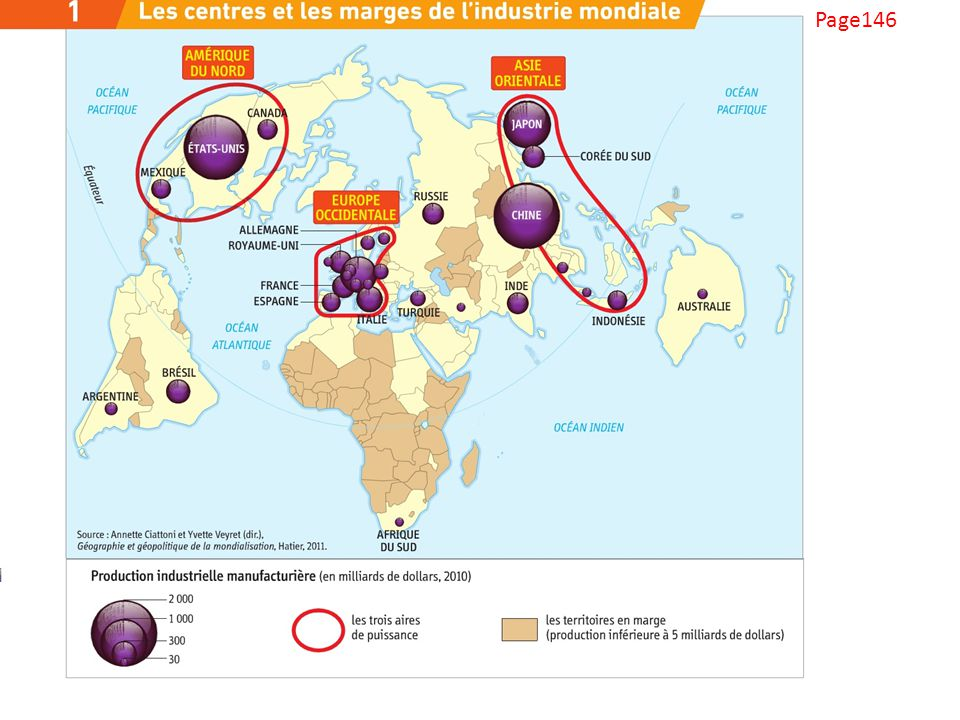 1 Les centres et les marges de l'industrie mondiale
Page146
AMÉRIQUE
DU NORD
ASIE
ORIENTALE
OCÉAN
PACIFIQUE
OCÉAN
PACIFIQUE
CANADA
JAPON
ÉTATS-UNIS
CORÉE DU SUD
MEXIQUE
Équateur
EUROPE
OCCIDENTALE
RUSSIE
CHINE
ALLEMAGNE
ROYAUME-UNI
FRANCE
ESPAGNE
INDE
ITALIE
TURQUIE
INDONÉSIE
AUSTRALIE
OCÉAN
ATLANTIQUE
BRÉSIL
ARGENTINE
OCÉAN INDIEN
AFRIQUE
DU SUD
Source : Annette Ciattoni et Yvette Veyret (dir.),
Géographie et géopolitique de la mondialisation, Hatier, 2011.
Production industrielle manufacturière (en milliards de dollars, 2010)
2 000
1 000
300
30
les trois aires
de puissance
les territoires en marge
(production inférieure à 5 milliards de dollars)